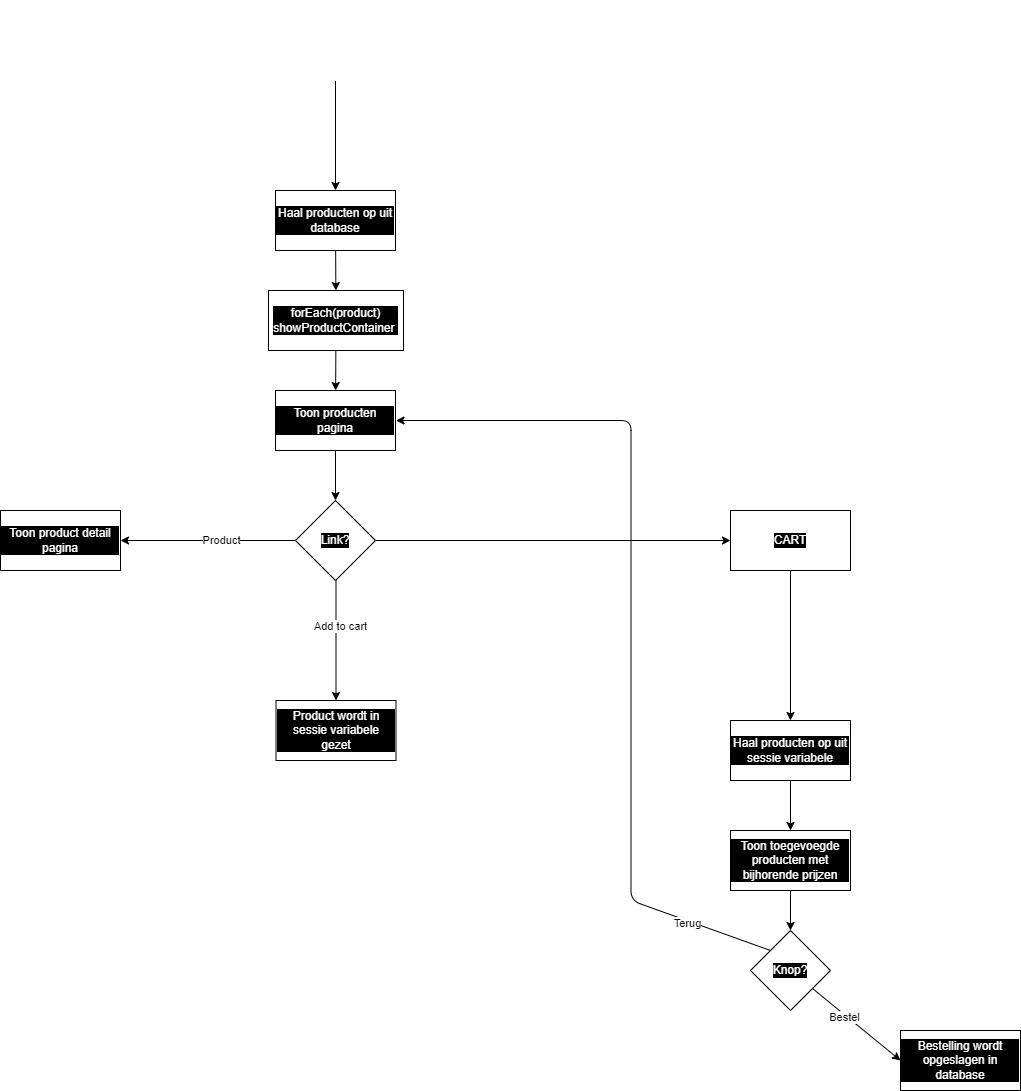 Haal producten op uit
database
forEach(product)
showProductContainer
Toon producten
pagina
Toon product detail
pagina
Product
Link?
CART
Add to cart
Product wordt in
sessie variabele
gezet
Haal producten op uit
sessie variabele
Toon toegevoegde
producten met
bijhorende prijzen
Terug
Knop?
Bestel
Bestelling wordt
opgeslagen in
database